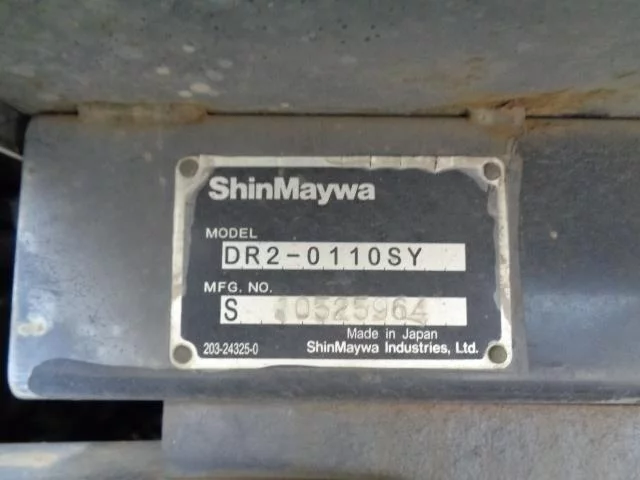 ShinMaywa
MODEL
DR2-0110SY
MFG. NO.
S 10525964
Made in Japan
203-24325-0 ShinMaywa Industries, Ltd.